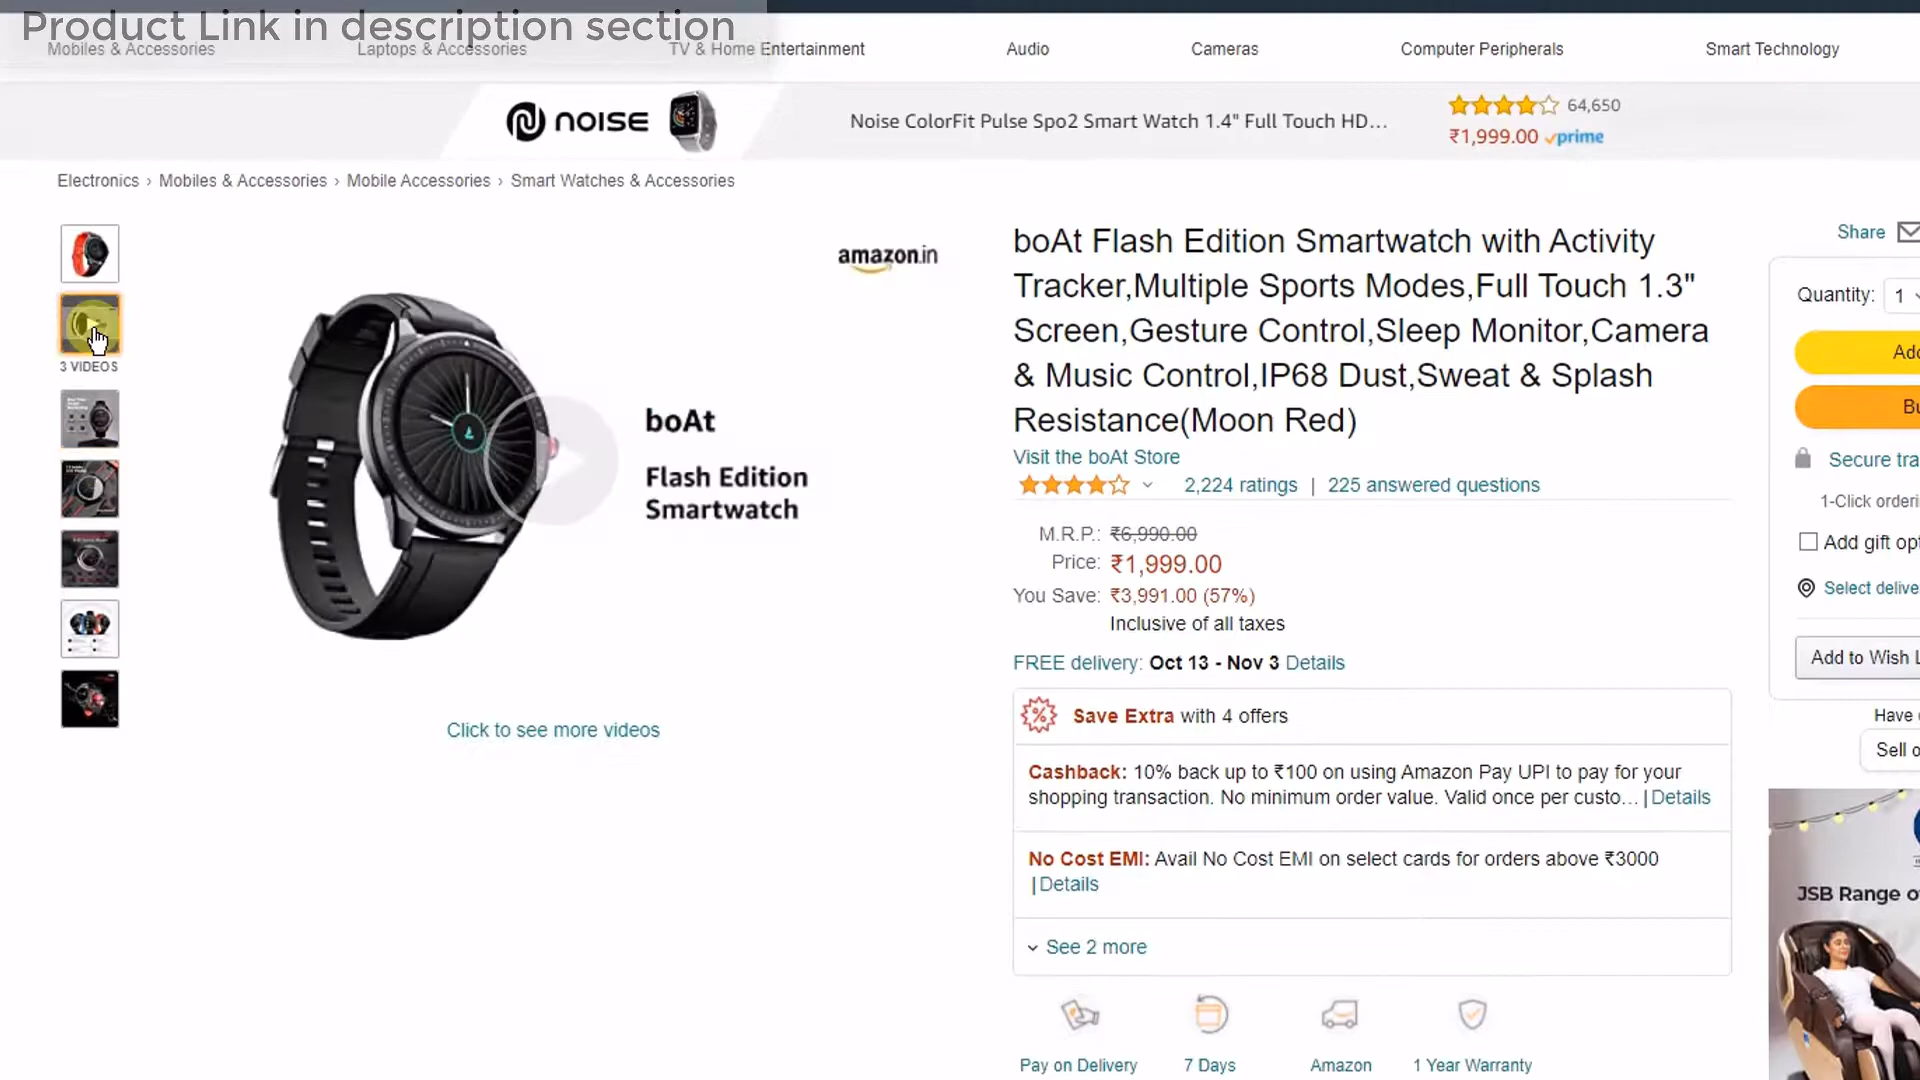 Product Link in description section
Mobiles & Accessories
Laptops & Accessories
TV & Home Entertainment
Audio
Cameras
Computer Peripherals
Smart Technology
noise
Noise ColorFit Pulse Spo2 Smart Watch 1.4" Full Touch HD...
64,650
₹1,999.00 prime
Electronics › Mobiles & Accessories › Mobile Accessories › Smart Watches & Accessories
3 VIDEOS
amazon.in
boAt
Flash Edition
Smartwatch
Click to see more videos
boAt Flash Edition Smartwatch with Activity
Tracker,Multiple Sports Modes,Full Touch 1.3"
Screen,Gesture Control,Sleep Monitor,Camera
& Music Control,IP68 Dust,Sweat & Splash
Resistance(Moon Red)
Visit the boAt Store
2,224 ratings | 225 answered questions
M.R.P.: ₹6,990.00
Price: ₹1,999.00
You Save: ₹3,991.00 (57%)
Inclusive of all taxes
FREE delivery: Oct 13 - Nov 3 Details
Save Extra with 4 offers
Cashback: 10% back up to ₹100 on using Amazon Pay UPI to pay for your
shopping transaction. No minimum order value. Valid once per custo... | Details
No Cost EMI: Avail No Cost EMI on select cards for orders above ₹3000
| Details
See 2 more
Pay on Delivery
7 Days
Amazon
1 Year Warranty
Share
Quantity: 1
Add
Bu
Secure tra
1-Click orderi
Add gift opt
Select delive
Add to Wish L
Have
Sell o
JSB Range o